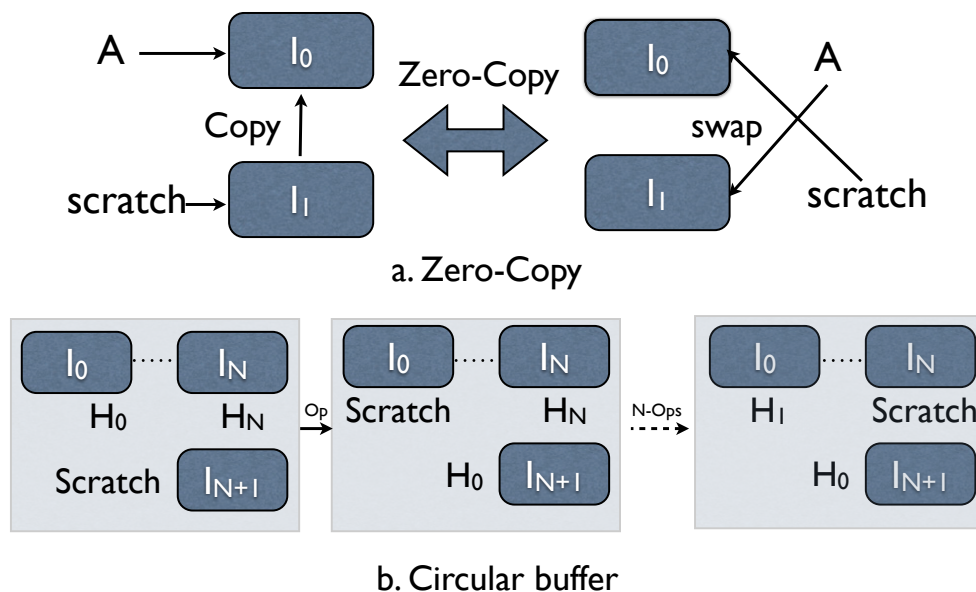 A
I0
Zero-Copy
I0
A
Copy
swap
scratch
I1
I1
scratch
a. Zero-Copy
I0
IN
H0
HN
Scratch
IN+1
Op
I0
IN
Scratch
HN
H0
IN+1
N-Ops
I0
IN
H1
Scratch
H0
IN+1
b. Circular buffer